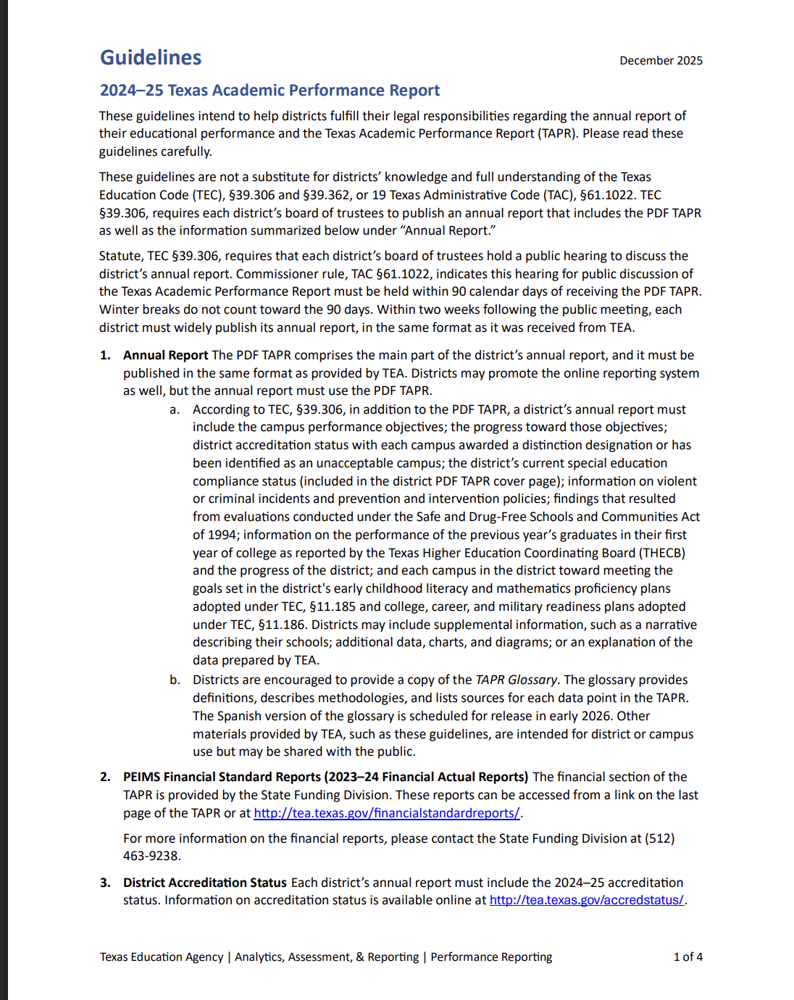 Guidelines
December 2025
2024–25 Texas Academic Performance Report
These guidelines intend to help districts fulfill their legal responsibilities regarding the annual report of
their educational performance and the Texas Academic Performance Report (TAPR). Please read these
guidelines carefully.
These guidelines are not a substitute for districts’ knowledge and full understanding of the Texas
Education Code (TEC), §39.306 and §39.362, or 19 Texas Administrative Code (TAC), §61.1022. TEC
§39.306, requires each district’s board of trustees to publish an annual report that includes the PDF TAPR
as well as the information summarized below under “Annual Report.”
Statute, TEC §39.306, requires that each district’s board of trustees hold a public hearing to discuss the
district’s annual report. Commissioner rule, TAC §61.1022, indicates this hearing for public discussion of
the Texas Academic Performance Report must be held within 90 calendar days of receiving the PDF TAPR.
Winter breaks do not count toward the 90 days. Within two weeks following the public meeting, each
district must widely publish its annual report, in the same format as it was received from TEA.
1. Annual Report The PDF TAPR comprises the main part of the district’s annual report, and it must be
published in the same format as provided by TEA. Districts may promote the online reporting system
as well, but the annual report must use the PDF TAPR.
a. According to TEC, §39.306, in addition to the PDF TAPR, a district’s annual report must
include the campus performance objectives; the progress toward those objectives;
district accreditation status with each campus awarded a distinction designation or has
been identified as an unacceptable campus; the district’s current special education
compliance status (included in the district PDF TAPR cover page); information on violent
or criminal incidents and prevention and intervention policies; findings that resulted
from evaluations conducted under the Safe and Drug-Free Schools and Communities Act
of 1994; information on the performance of the previous year’s graduates in their first
year of college as reported by the Texas Higher Education Coordinating Board (THECB)
and the progress of the district; and each campus in the district toward meeting the
goals set in the district's early childhood literacy and mathematics proficiency plans
adopted under TEC, §11.185 and college, career, and military readiness plans adopted
under TEC, §11.186. Districts may include supplemental information, such as a narrative
describing their schools; additional data, charts, and diagrams; or an explanation of the
data prepared by TEA.
b. Districts are encouraged to provide a copy of the TAPR Glossary. The glossary provides
definitions, describes methodologies, and lists sources for each data point in the TAPR.
The Spanish version of the glossary is scheduled for release in early 2026. Other
materials provided by TEA, such as these guidelines, are intended for district or campus
use but may be shared with the public.
2. PEIMS Financial Standard Reports (2023–24 Financial Actual Reports) The financial section of the
TAPR is provided by the State Funding Division. These reports can be accessed from a link on the last
page of the TAPR or at http://tea.texas.gov/financialstandardreports/.
For more information on the financial reports, please contact the State Funding Division at (512)
463-9238.
3. District Accreditation Status Each district’s annual report must include the 2024–25 accreditation
status. Information on accreditation status is available online at http://tea.texas.gov/accredstatus/.
Texas Education Agency | Analytics, Assessment, & Reporting | Performance Reporting
1 of 4